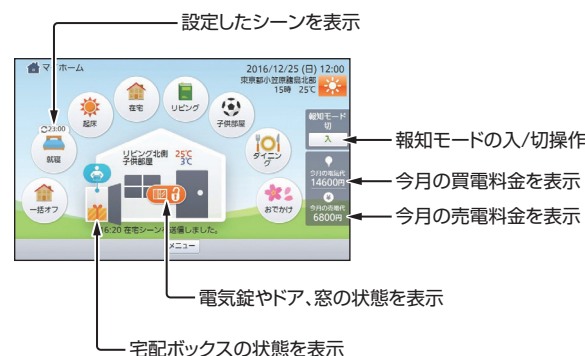 設定したシーンを表示
マイホーム
2016/12/25 (日) 12:00
東京都小笠原諸島北部
15時 25℃
在宅
リビング
起床
子供部屋
報知モード
切
入
報知モードの入/切操作
23:00
就寝
リビング北側 25℃
子供部屋 3℃
ダイニング
今月の電気代
14600円
今月の買電料金を表示
一括オフ
おでかけ
今月の売電代
6800円
今月の売電料金を表示
6:20 在宅シーンを送信しました。
メニュー
電気錠やドア、窓の状態を表示
宅配ボックスの状態を表示